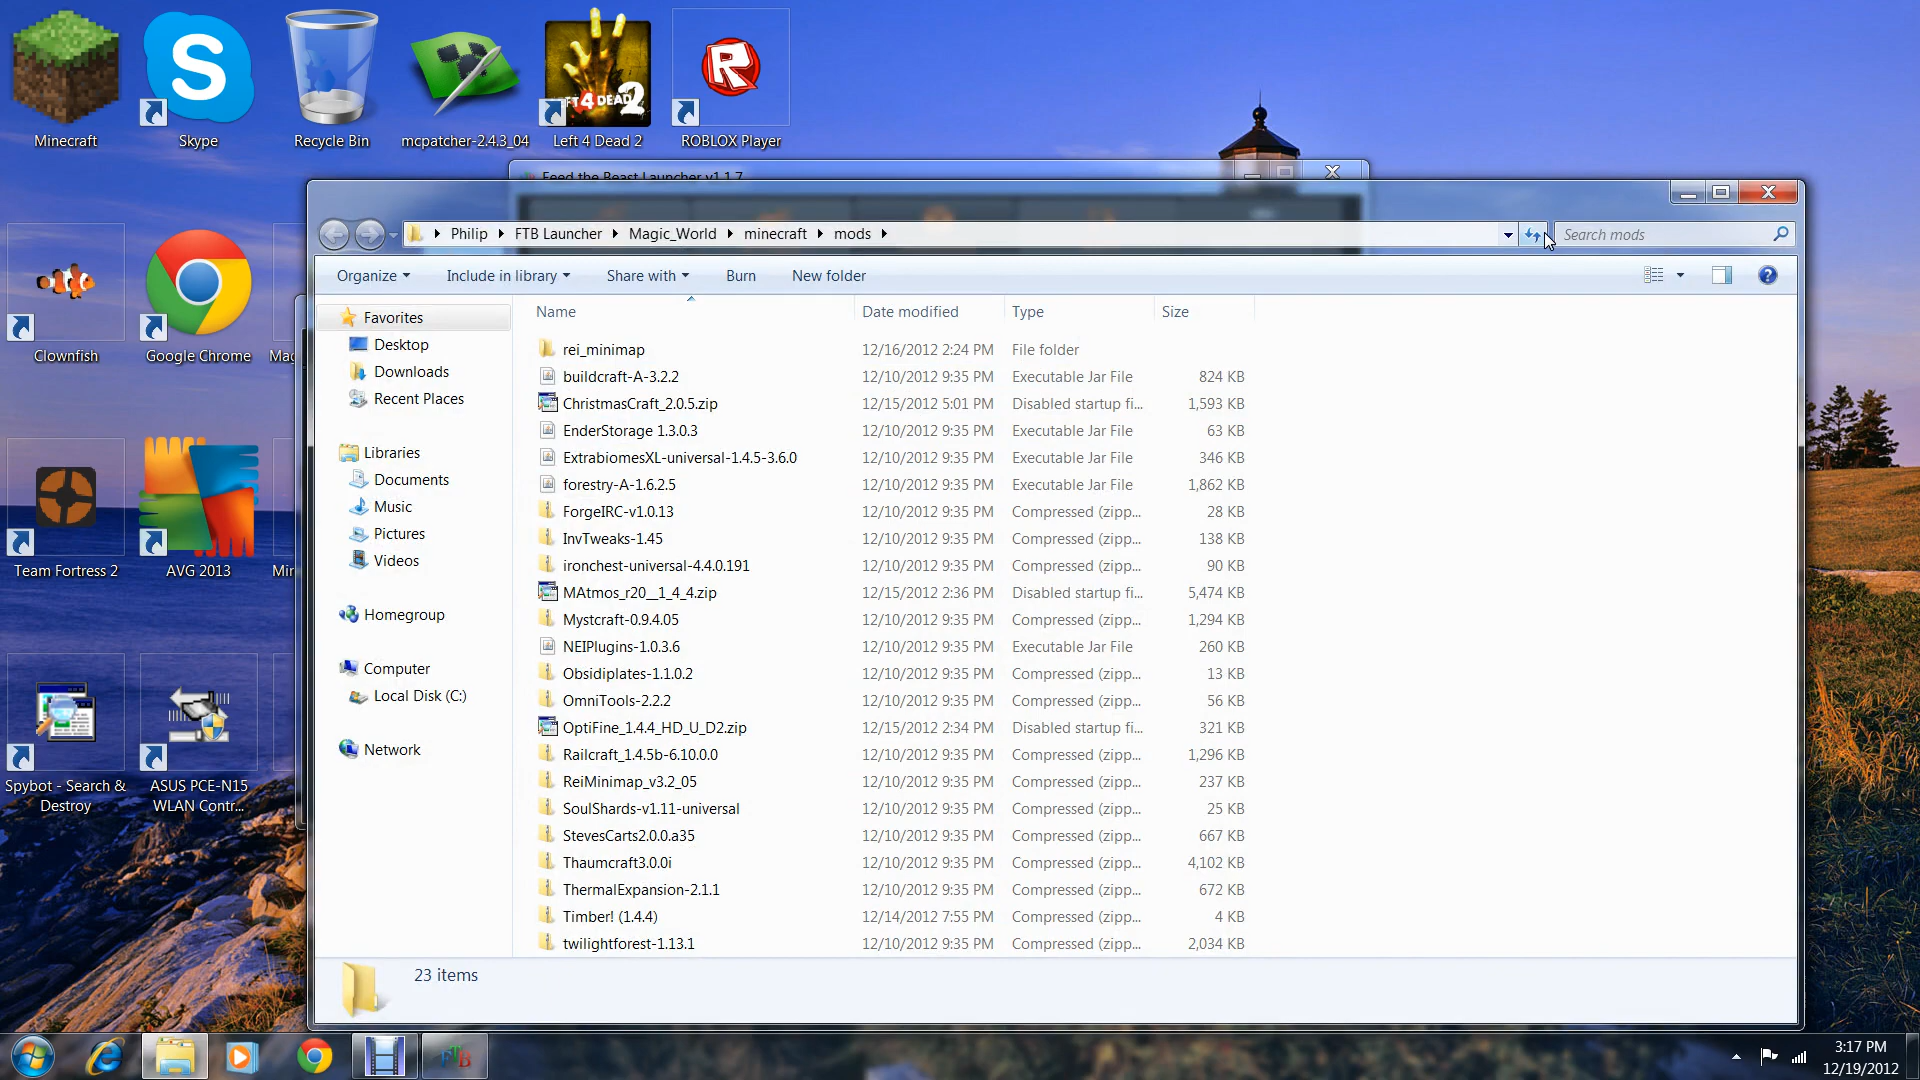 Minecraft
Skype
Recycle Bin
mcpatcher-2.4.3_04
Left 4 Dead 2
ROBLOX Player
Feed the Beast Launcher v1.1.7
Philip FTB Launcher Magic_World minecraft mods
Search mods
Organize Include in library Share with Burn New folder
Favorites
Desktop
Downloads
Recent Places
Libraries
Documents
Music
Pictures
Videos
Homegroup
Computer
Local Disk (C:)
Network
Name Date modified Type Size
rei_minimap 12/16/2012 2:24 PM File folder
buildcraft-A-3.2.2 12/10/2012 9:35 PM Executable Jar File 824 KB
ChristmasCraft_2.0.5.zip 12/15/2012 5:01 PM Disabled startup fi... 1,593 KB
EnderStorage 1.3.0.3 12/10/2012 9:35 PM Executable Jar File 63 KB
ExtrabiomesXL-universal-1.4.5-3.6.0 12/10/2012 9:35 PM Executable Jar File 346 KB
forestry-A-1.6.2.5 12/10/2012 9:35 PM Executable Jar File 1,862 KB
ForgeIRC-v1.0.13 12/10/2012 9:35 PM Compressed (zipp... 28 KB
InvTweaks-1.45 12/10/2012 9:35 PM Compressed (zipp... 138 KB
ironchest-universal-4.4.0.191 12/10/2012 9:35 PM Compressed (zipp... 90 KB
MAtmos_r20__1_4_4.zip 12/15/2012 2:36 PM Disabled startup fi... 5,474 KB
Mystcraft-0.9.4.05 12/10/2012 9:35 PM Compressed (zipp... 1,294 KB
NEIPlugins-1.0.3.6 12/10/2012 9:35 PM Executable Jar File 260 KB
Obsidiplates-1.1.0.2 12/10/2012 9:35 PM Compressed (zipp... 13 KB
OmniTools-2.2.2 12/10/2012 9:35 PM Compressed (zipp... 56 KB
OptiFine_1.4.4_HD_U_D2.zip 12/15/2012 2:34 PM Disabled startup fi... 321 KB
Railcraft_1.4.5b-6.10.0.0 12/10/2012 9:35 PM Compressed (zipp... 1,296 KB
ReiMinimap_v3.2_05 12/10/2012 9:35 PM Compressed (zipp... 237 KB
SoulShards-v1.11-universal 12/10/2012 9:35 PM Compressed (zipp... 25 KB
StevesCarts2.0.0.a35 12/10/2012 9:35 PM Compressed (zipp... 667 KB
Thaumcraft3.0.0i 12/10/2012 9:35 PM Compressed (zipp... 4,102 KB
ThermalExpansion-2.1.1 12/10/2012 9:35 PM Compressed (zipp... 672 KB
Timber! (1.4.4) 12/14/2012 7:55 PM Compressed (zipp... 4 KB
twilightforest-1.13.1 12/10/2012 9:35 PM Compressed (zipp... 2,034 KB
23 items
Clownfish
Google Chrome
Mag
Team Fortress 2
AVG 2013
Min
Spybot - Search &
Destroy
ASUS PCE-N15
WLAN Contr...
FTB
3:17 PM
12/19/2012